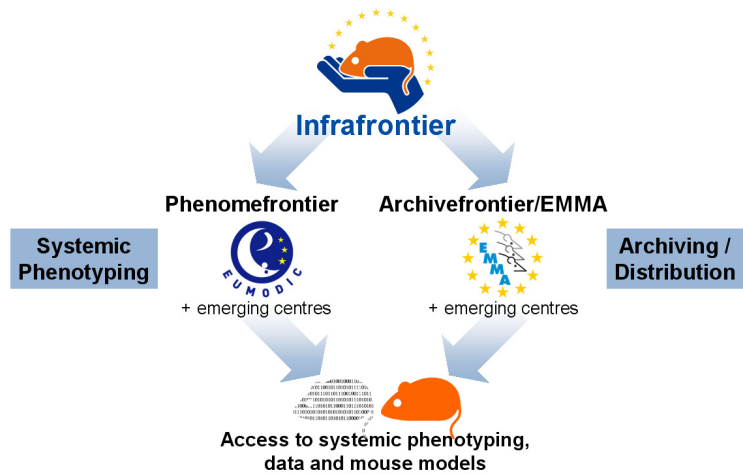 Infrafrontier
Phenomefrontier
Archivefrontier/EMMA
Systemic
Phenotyping
EUMODIC
EMMA
Archiving /
Distribution
+ emerging centres
+ emerging centres
Access to systemic phenotyping,
data and mouse models